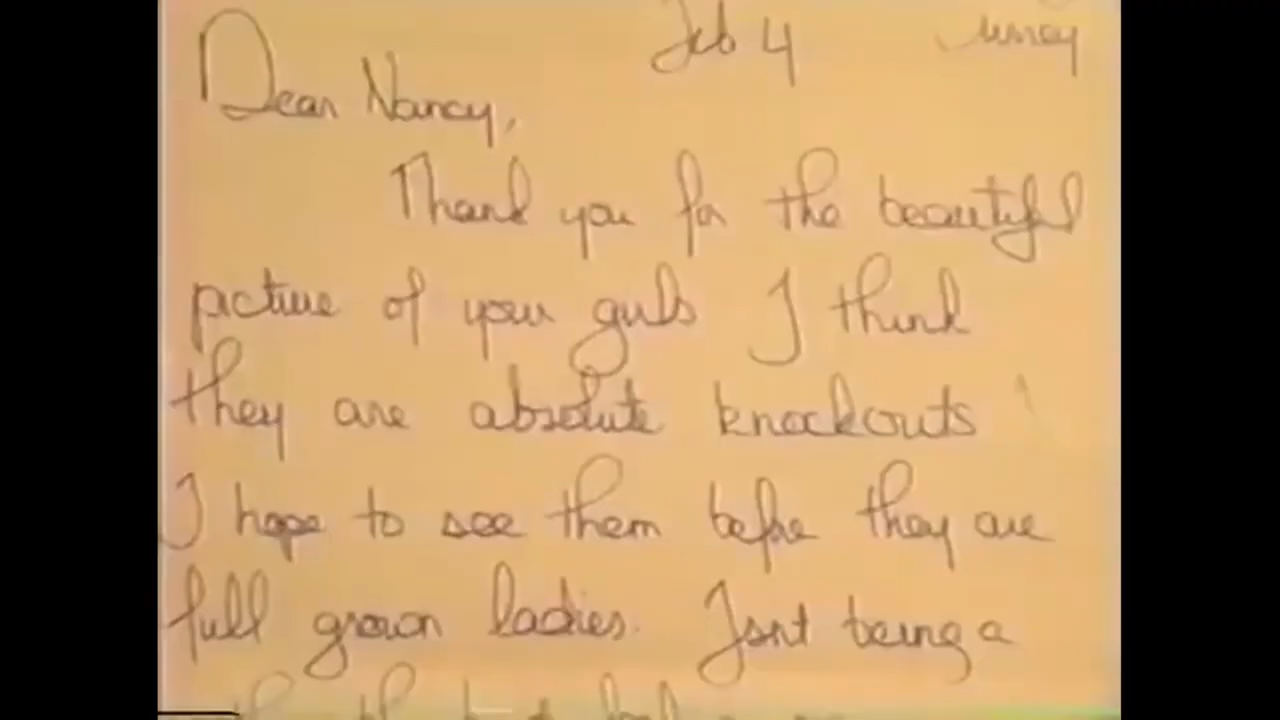 Feb 4
Dear Nancy,
Thank you for the beautiful
picture of your girls I think
they are absolute knockouts
I hope to see them before they are
full grown ladies. Isnt being a